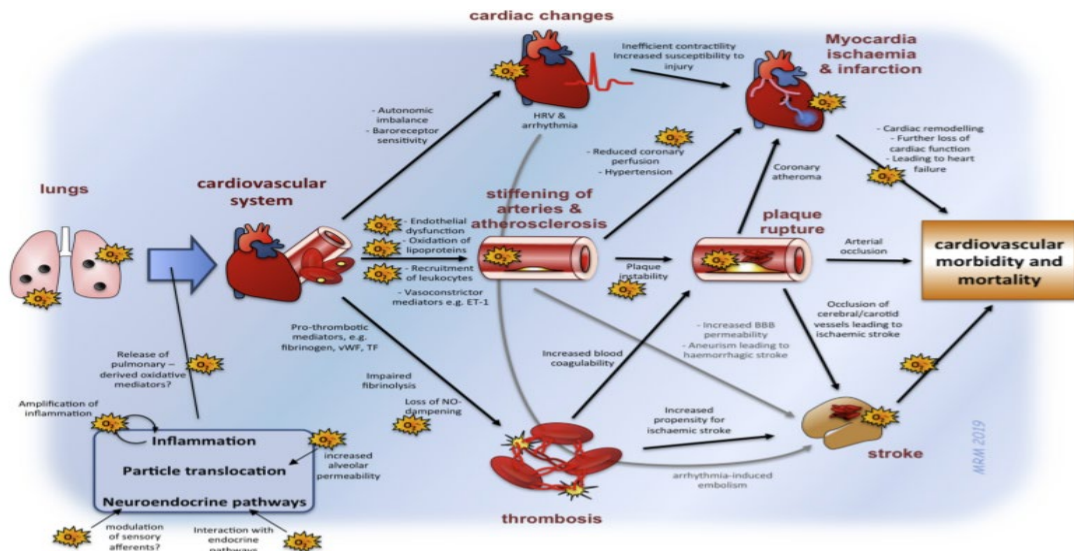 cardiac changes
Inefficient contractility
Increased susceptibility to
injury
Myocardia
ischaemia
& infarction
HRV &
arrhythmia
- Autonomic
imbalance
- Baroreceptor
sensitivity
- Reduced coronary
perfusion
- Hypertension
Coronary
atheroma
- Cardiac remodelling
- Further loss of
cardiac function
- Leading to heart
failure
lungs
cardiovascular
system
- Endothelial
dysfunction
- Oxidation of
lipoproteins
- Recruitment
of leukocytes
- Vasoconstrictor
mediators e.g. ET-1
stiffening of
arteries &
atherosclerosis
Plaque
instability
plaque
rupture
Arterial
occlusion
cardiovascular
morbidity and
mortality
Pro-thrombotic
mediators, e.g.
fibrinogen, vWF, TF
Impaired
fibrinolysis
Loss of NO-
dampening
Increased blood
coagulability
- Increased BBB
permeability
- Aneurism leading to
haemorrhagic stroke
Occlusion of
cerebral/carotid
vessels leading to
ischaemic stroke
Release of
pulmonary –
derived oxidative
mediators?
Amplification of
inflammation
Inflammation
Particle translocation
Neuroendocrine pathways
increased
alveolar
permeability
modulation
of sensory
afferents?
Interaction with
endocrine
pathways
thrombosis
Increased
propensity for
ischaemic stroke
arrhythmia-induced
embolism
stroke
MRM 2019